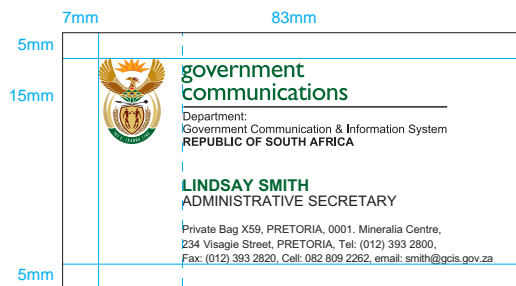 7mm
83mm
5mm
15mm
government
communications
Department:
Government Communication & Information System
REPUBLIC OF SOUTH AFRICA
LINDSAY SMITH
ADMINISTRATIVE SECRETARY
Private Bag X59, PRETORIA, 0001. Mineralia Centre,
234 Visagie Street, PRETORIA, Tel: (012) 393 2800,
Fax: (012) 393 2820, Cell: 082 809 2262, email: smith@gcis.gov.za
5mm